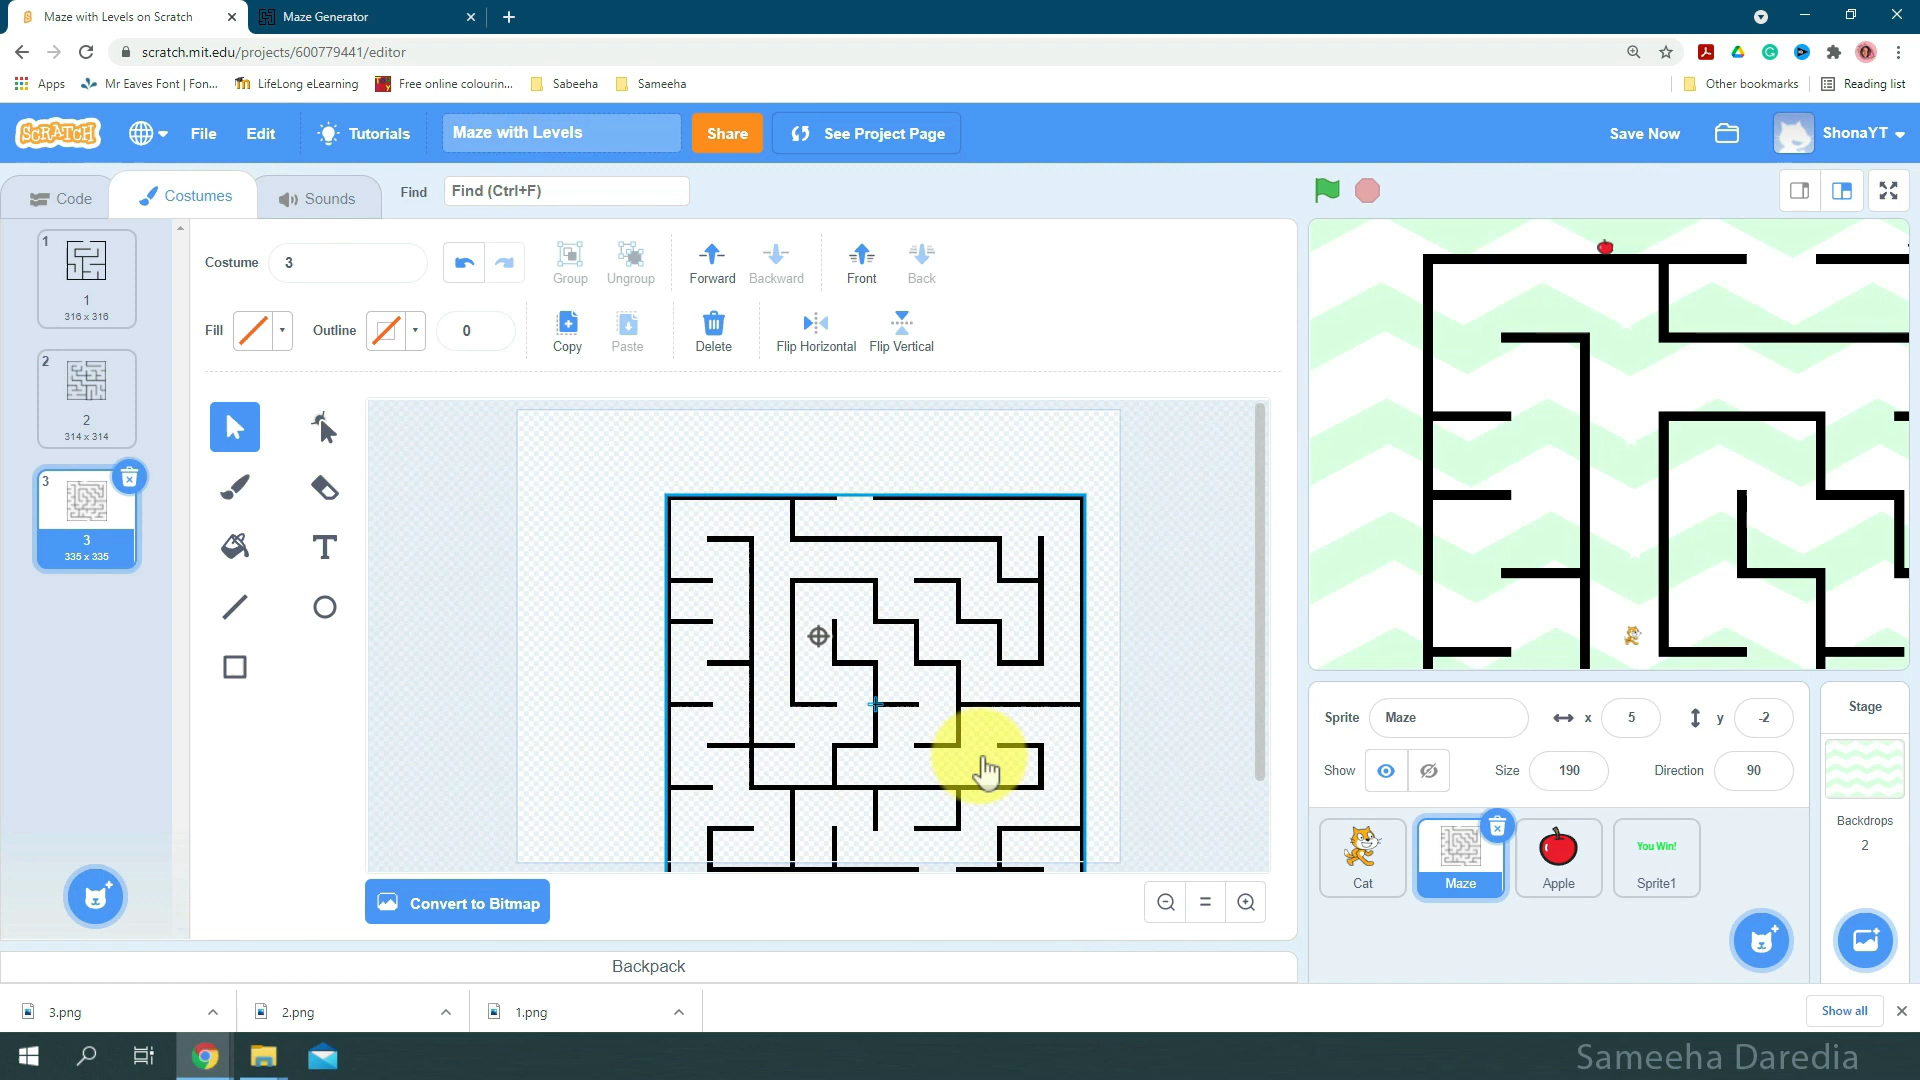 Maze with Levels on Scratch
Maze Generator
scratch.mit.edu/projects/600779441/editor
Apps
Mr Eaves Font | Fon...
LifeLong eLearning
Free online colourin...
Sabeeha
Sameeha
Other bookmarks
Reading list
SCRATCH
File
Edit
Tutorials
Maze with Levels
Share
See Project Page
Save Now
ShonaYT
Code
Costumes
Sounds
Find
Find (Ctrl+F)
1
1
316 x 316
2
2
314 x 314
3
3
335 x 335
Costume
3
Group
Ungroup
Forward
Backward
Front
Back
Fill
Outline
0
Copy
Paste
Delete
Flip Horizontal
Flip Vertical
T
Convert to Bitmap
Backpack
Sprite
Maze
x
5
y
-2
Show
Size
190
Direction
90
Cat
Maze
Apple
You Win!
Sprite1
Stage
Backdrops
2
3.png
2.png
1.png
Show all
Sameeha Daredia